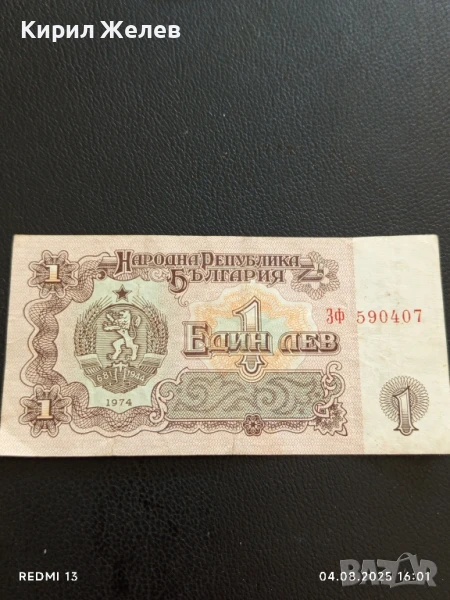 Кирил Желев
НАРОДНА РЕПУБЛИКА
БЪЛГАРИЯ
1
1
ЗФ 590407
ЕДИН ЛЕВ
1974
1
1
REDMI 13
04.08.2025 16:01
BAZAR